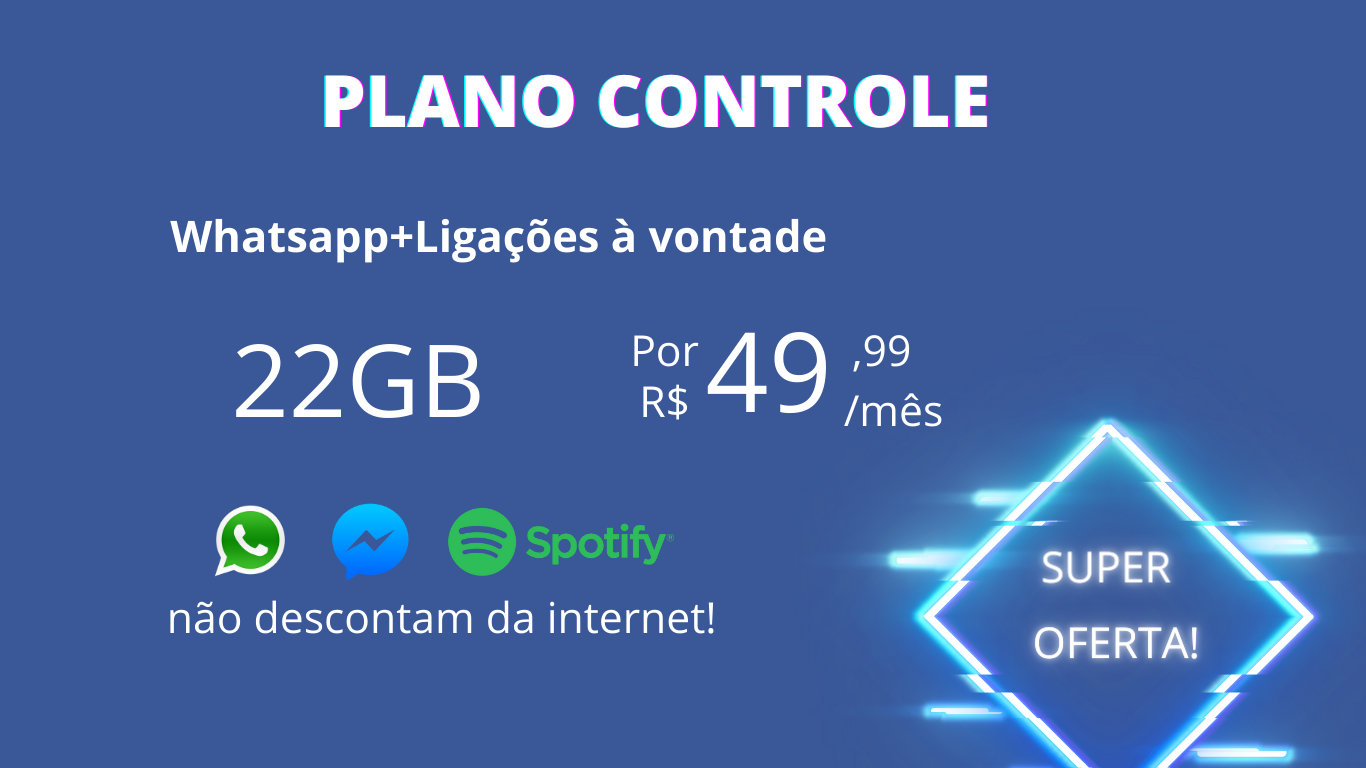 PLANO CONTROLE
Whatsapp+Ligações à vontade
22GB
Por
R$ 49,99
/mês
Spotify®
não descontam da internet!
SUPER
OFERTA!